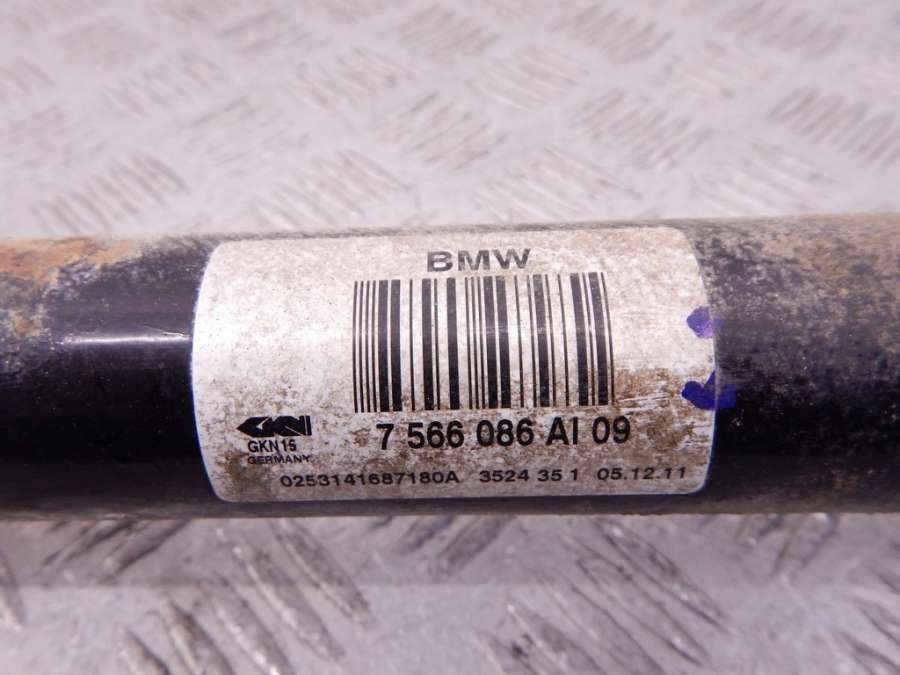 BMW
7 566 086 AI 09
GKN
GKN15
GERMANY
0253141687180A 3524 35 1 05.12.11